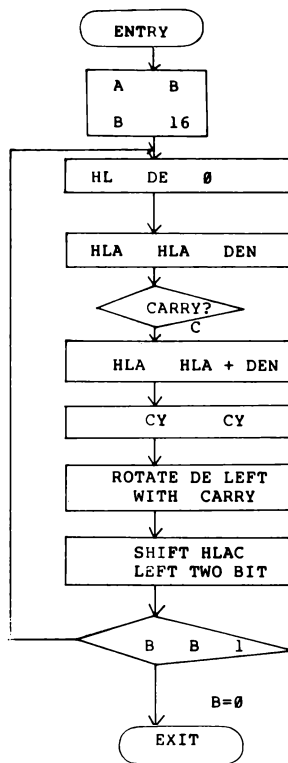 ENTRY
A B
B 16
HL DE 0
HLA HLA DEN
CARRY?
C
HLA HLA + DEN
CY CY
ROTATE DE LEFT
WITH CARRY
SHIFT HLAC
LEFT TWO BIT
B B 1
B=0
EXIT